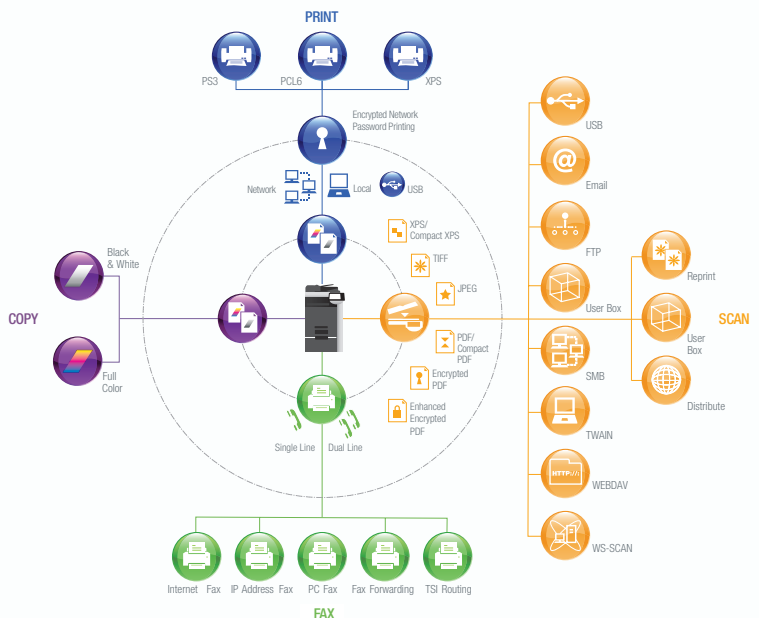 PRINT
PS3
PCL6
XPS
Encrypted Network
Password Printing
Network
Local
USB
XPS/
Compact XPS
TIFF
JPEG
PDF/
Compact
PDF
Encrypted
PDF
Enhanced
Encrypted
PDF
COPY
Black
& White
Full
Color
Single Line
Dual Line
USB
@
Email
FTP
User Box
SMB
TWAIN
HTTP://
WEBDAV
WS-SCAN
Reprint
User
Box
Distribute
SCAN
Internet Fax
IP Address Fax
PC Fax
Fax Forwarding
TSI Routing
FAX